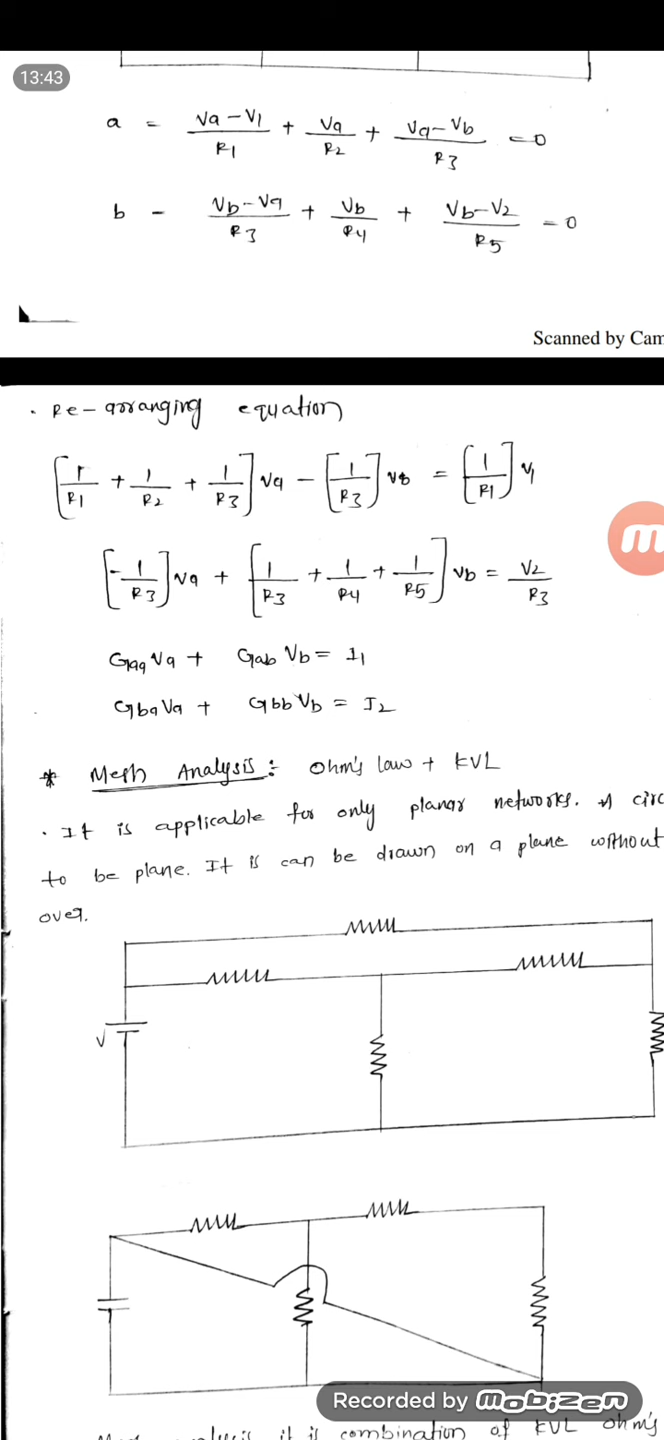 13:43
a = Va-V1/R1 + Va/R2 + Va-Vb/R3 = 0
b - Vb-Va/R3 + Vb/R4 + Vb-V2/R5 = 0
Scanned by Cam
. Re-arranging equation
[1/R1 + 1/R2 + 1/R3] Va - [1/R3] Vb = [1/R1] V1
[-1/R3] Va + [1/R3 + 1/R4 + 1/R5] Vb = V2/R3
Gaa Va + Gab Vb = I1
Gba Va + Gbb Vb = I2
* Mesh Analysis:- Ohm's law + KVL
. It is applicable for only planar networks. A circ
to be plane. It is can be drawn on a plane without
over.
V
Recorded by mobizen
analysis it is combination of KVL ohm's